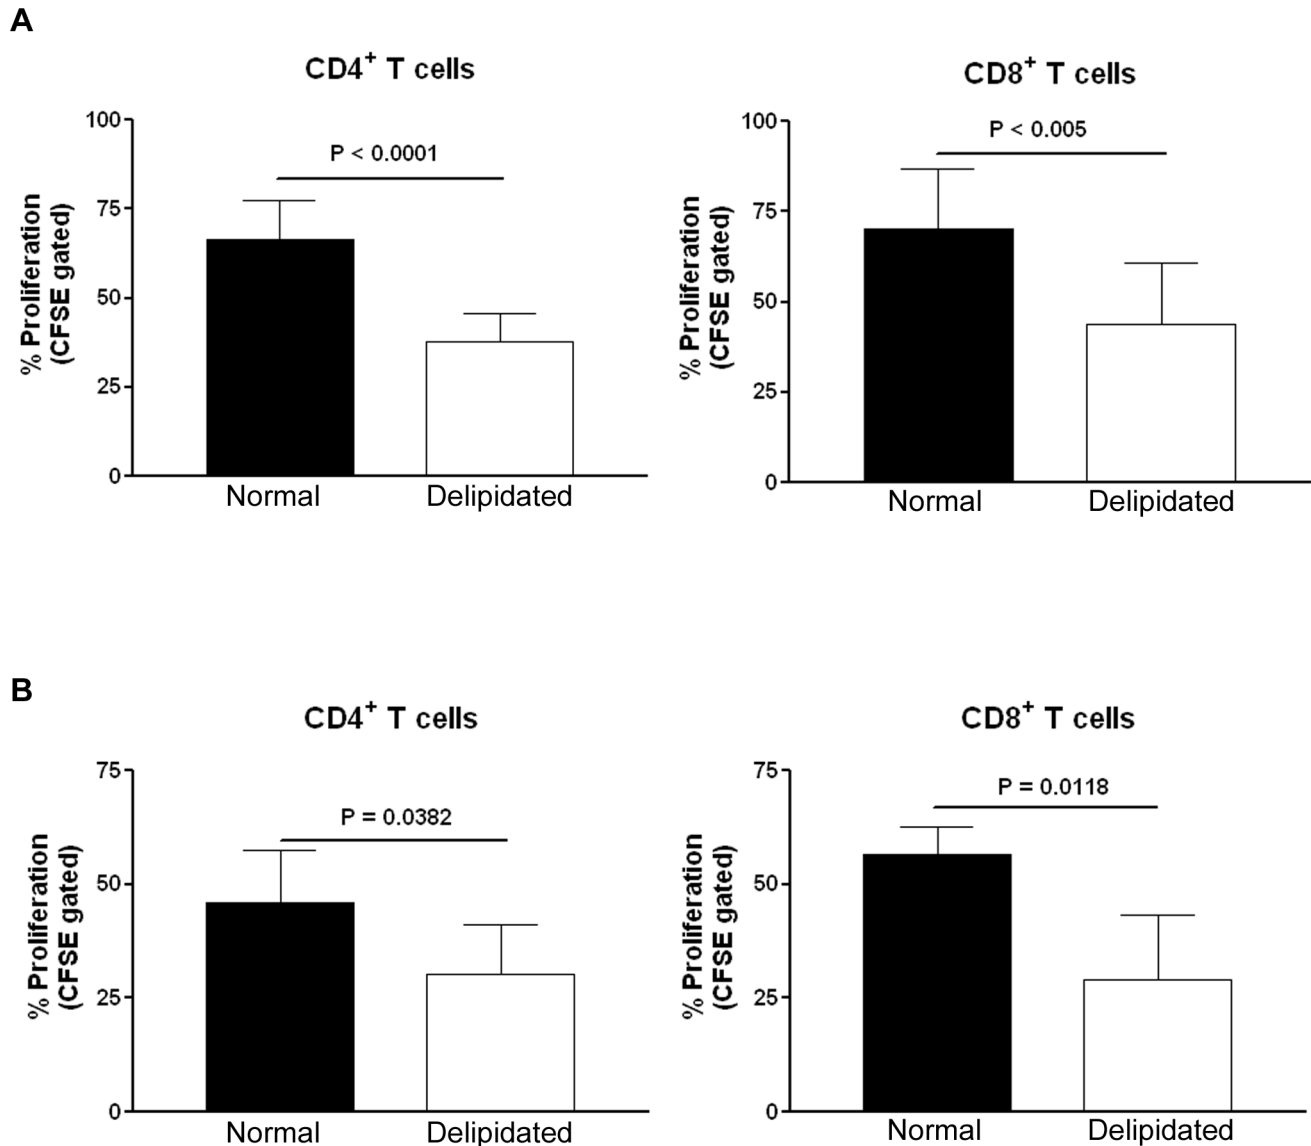 A
CD4+ T cells
P < 0.0001
% Proliferation
(CFSE gated)
100
75
50
25
0
Normal
Delipidated
CD8+ T cells
P < 0.005
% Proliferation
(CFSE gated)
100
75
50
25
0
Normal
Delipidated
B
CD4+ T cells
P = 0.0382
% Proliferation
(CFSE gated)
75
50
25
0
Normal
Delipidated
CD8+ T cells
P = 0.0118
% Proliferation
(CFSE gated)
75
50
25
0
Normal
Delipidated